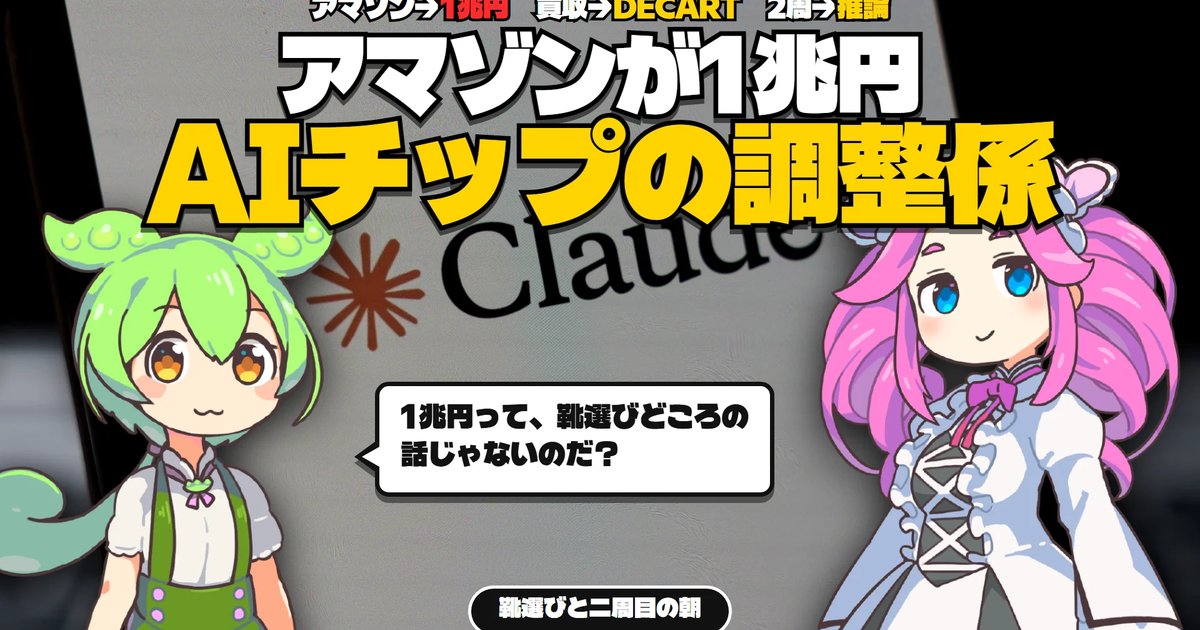 アマゾン→1兆円 買収→DECART 2周→推論
アマゾンが1兆円
AIチップの調整係
Claude
1兆円って、靴選びどころの
話じゃないのだ？
靴選びと二周目の朝